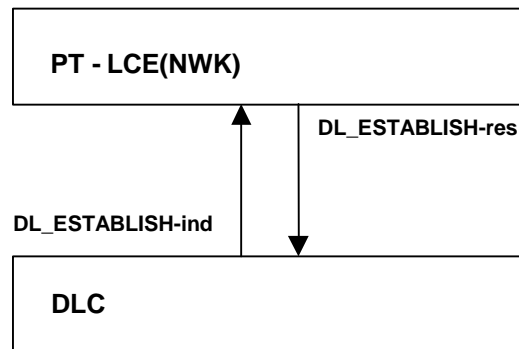 PT - LCE(NWK)
DL_ESTABLISH-res
DL_ESTABLISH-ind
DLC